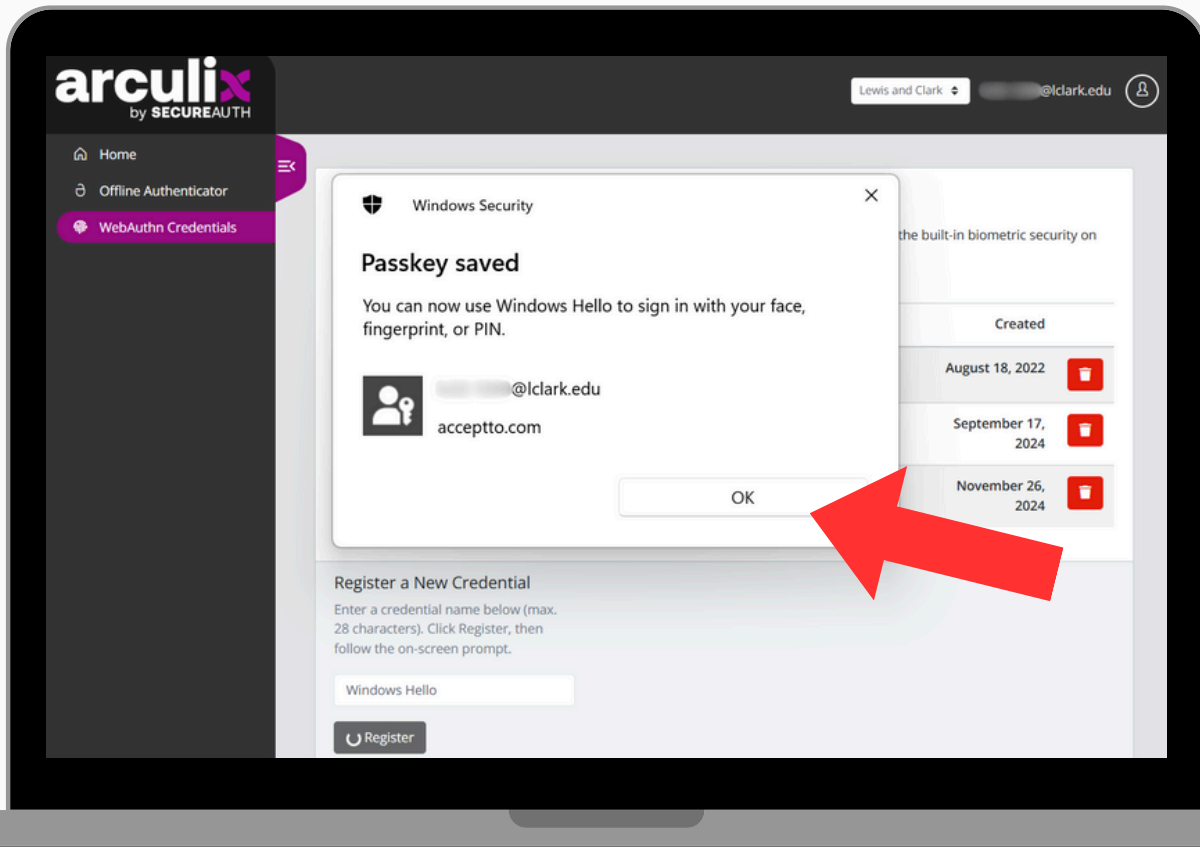 arculix
by SECUREAUTH
Lewis and Clark
@lclark.edu
Home
Offline Authenticator
WebAuthn Credentials
the built-in biometric security on
Created
August 18, 2022
September 17,
2024
November 26,
2024
Windows Security
Passkey saved
You can now use Windows Hello to sign in with your face,
fingerprint, or PIN.
@lclark.edu
acceptto.com
OK
Register a New Credential
Enter a credential name below (max.
28 characters). Click Register, then
follow the on-screen prompt.
Windows Hello
Register